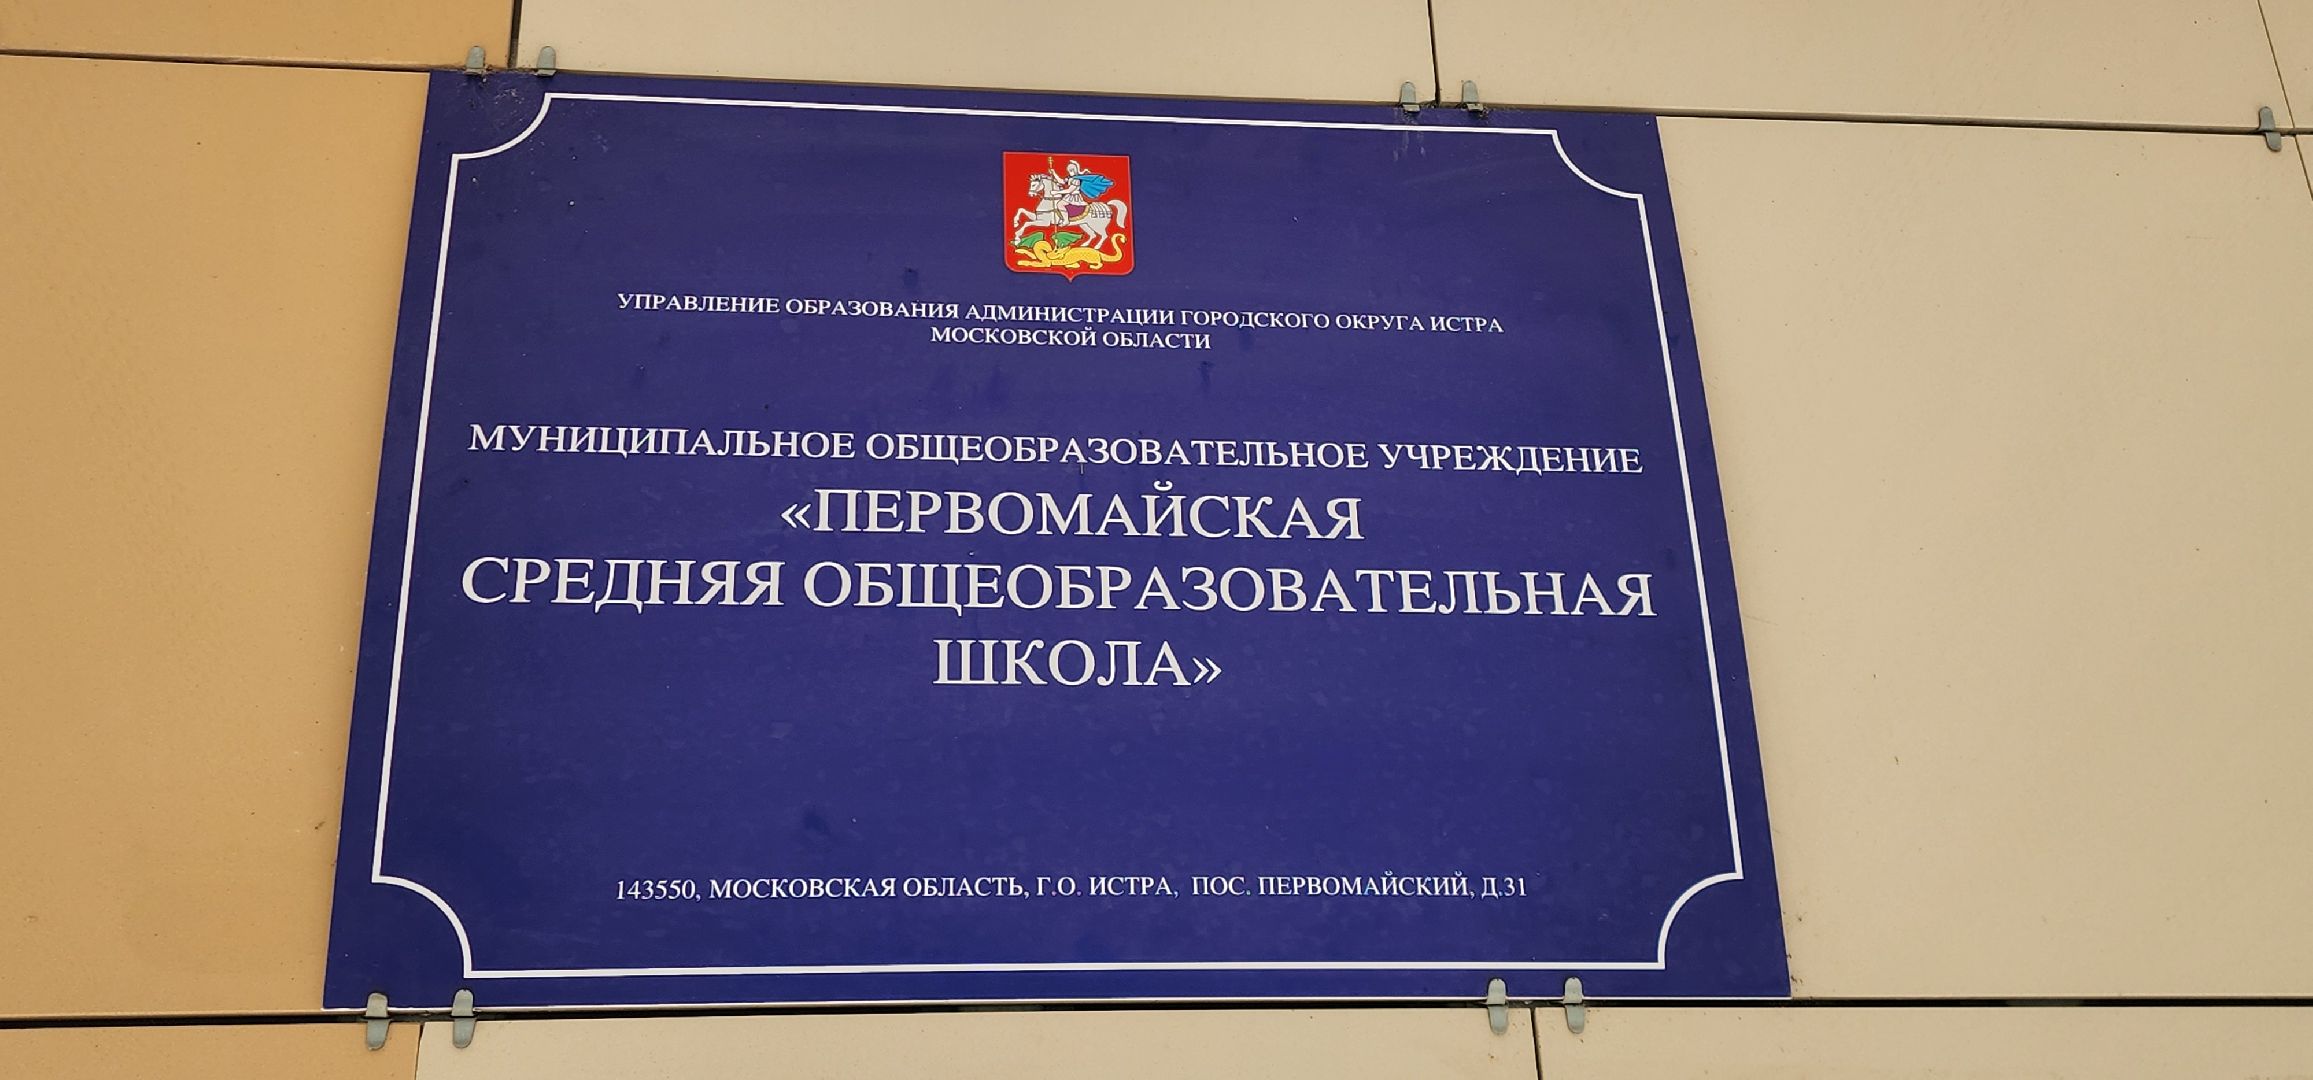 УПРАВЛЕНИЕ ОБРАЗОВАНИЯ АДМИНИСТРАЦИИ ГОРОДСКОГО ОКРУГА ИСТРА
МОСКОВСКОЙ ОБЛАСТИ
МУНИЦИПАЛЬНОЕ ОБЩЕОБРАЗОВАТЕЛЬНОЕ УЧРЕЖДЕНИЕ
«ПЕРВОМАЙСКАЯ
СРЕДНЯЯ ОБЩЕОБРАЗОВАТЕЛЬНАЯ
ШКОЛА»
143550, МОСКОВСКАЯ ОБЛАСТЬ, Г.О. ИСТРА, ПОС. ПЕРВОМАЙСКИЙ, Д.31